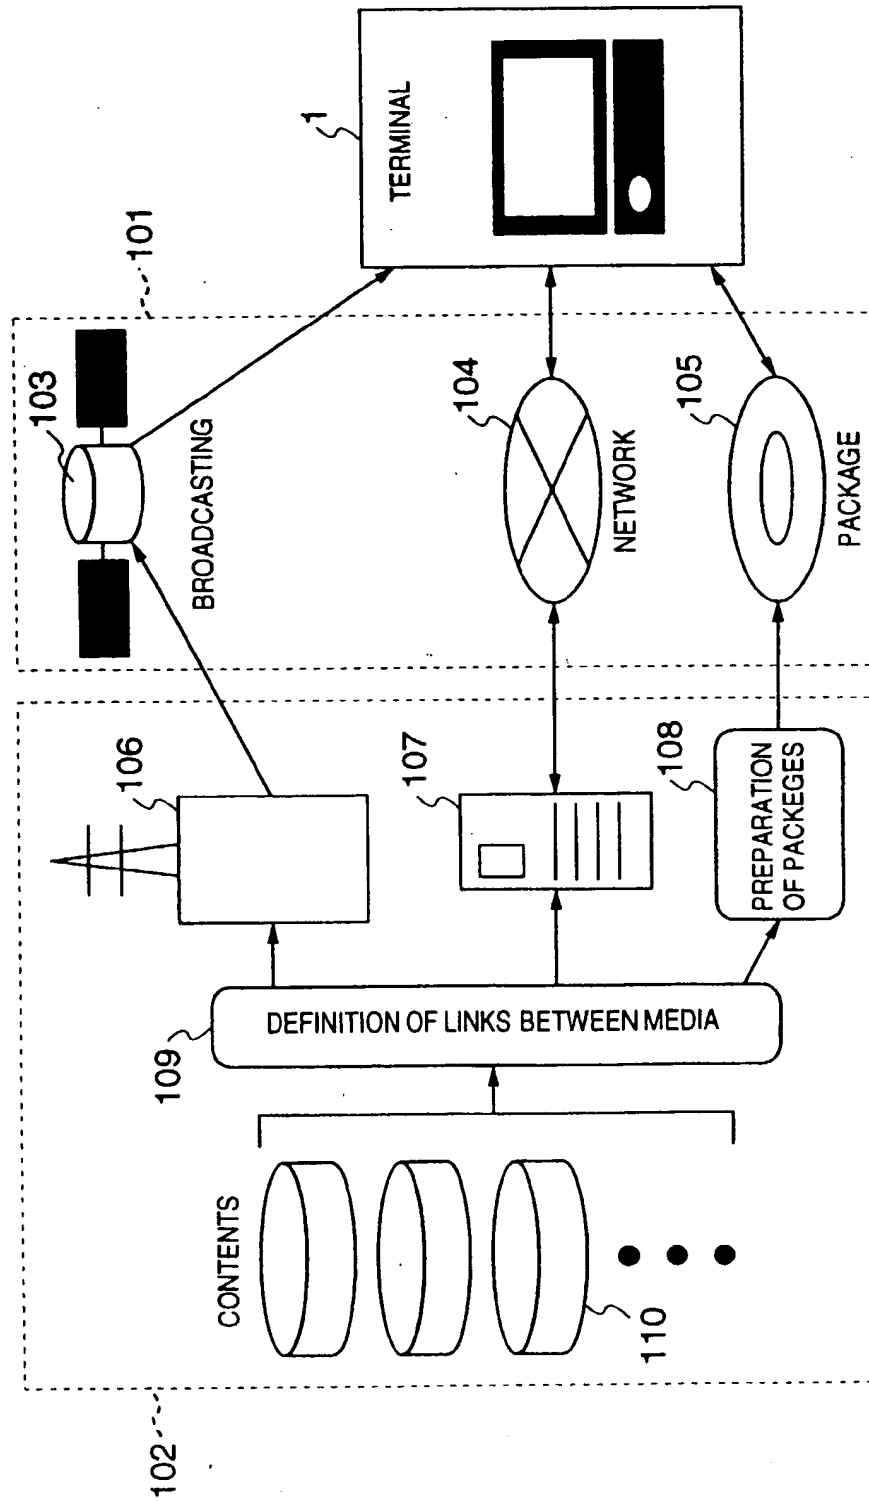 102
CONTENTS
110
109
DEFINITION OF LINKS BETWEEN MEDIA
106
107
108
PREPARATION
OF PACKEGES
101
103
BROADCASTING
104
NETWORK
105
PACKAGE
1
TERMINAL